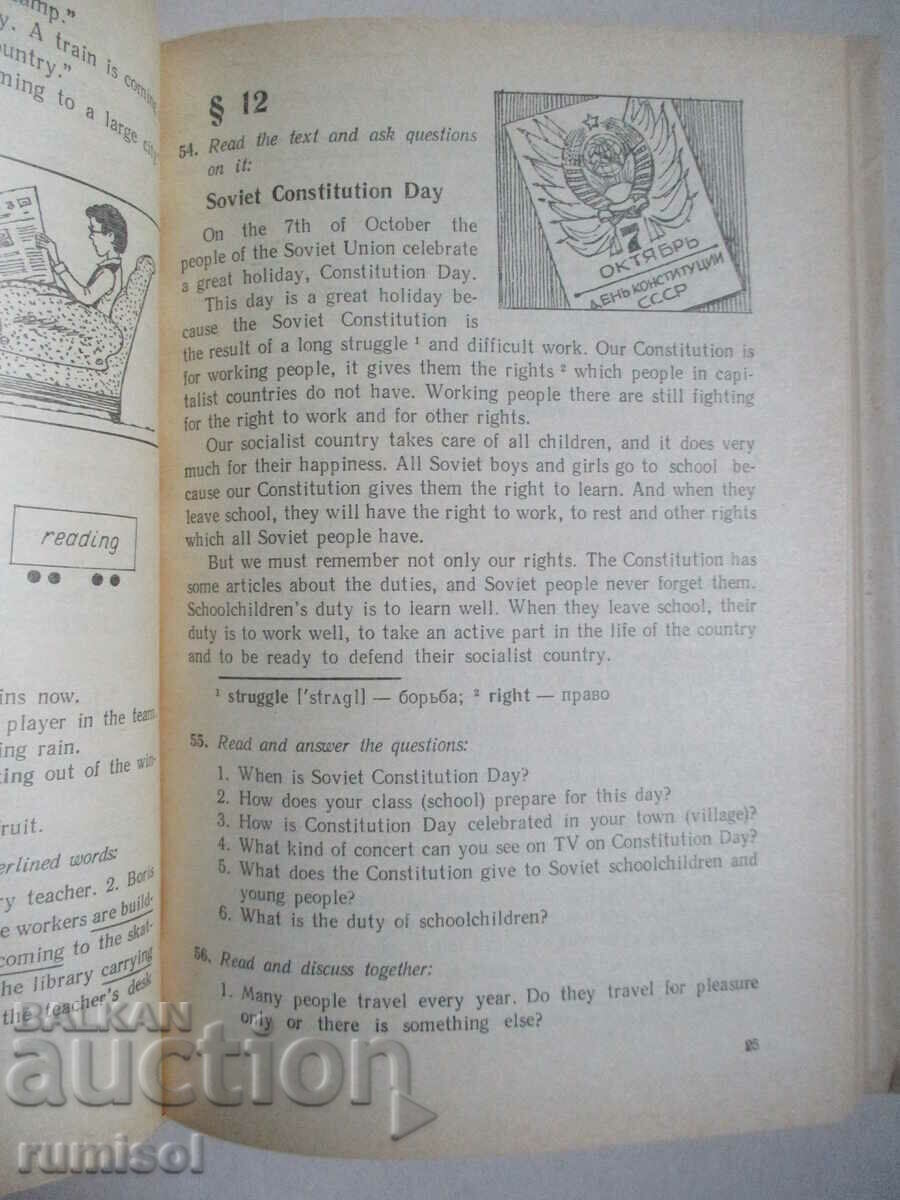 amp."
y. A train is coming
ountry."
ming to a large city
reading
ins now.
player in the team.
ing rain.
king out of the win-
ruit.
erlined words:
ry teacher. 2. Boris
e workers are build-
coming to the skat-
he library carrying
the teacher's desk
§ 12
54. Read the text and ask questions
on it:
Soviet Constitution Day
On the 7th of October the
people of the Soviet Union celebrate
a great holiday, Constitution Day.
This day is a great holiday be-
cause the Soviet Constitution is
the result of a long struggle ¹ and difficult work. Our Constitution is
for working people, it gives them the rights ² which people in capi-
talist countries do not have. Working people there are still fighting
for the right to work and for other rights.
Our socialist country takes care of all children, and it does very
much for their happiness. All Soviet boys and girls go to school be-
cause our Constitution gives them the right to learn. And when they
leave school, they will have the right to work, to rest and other rights
which all Soviet people have.
But we must remember not only our rights. The Constitution has
some articles about the duties, and Soviet people never forget them.
Schoolchildren's duty is to learn well. When they leave school, their
duty is to work well, to take an active part in the life of the country
and to be ready to defend their socialist country.
¹ struggle ['strʌgl] — борьба; ² right — право
7
ОКТЯБРЬ
ДЕНЬ КОНСТИТУЦИИ
СССР
55. Read and answer the questions:
1. When is Soviet Constitution Day?
2. How does your class (school) prepare for this day?
3. How is Constitution Day celebrated in your town (village)?
4. What kind of concert can you see on TV on Constitution Day?
5. What does the Constitution give to Soviet schoolchildren and
young people?
6. What is the duty of schoolchildren?
56. Read and discuss together:
1. Many people travel every year. Do they travel for pleasure
only or there is something else?
25
BALKAN
auction
rumisol